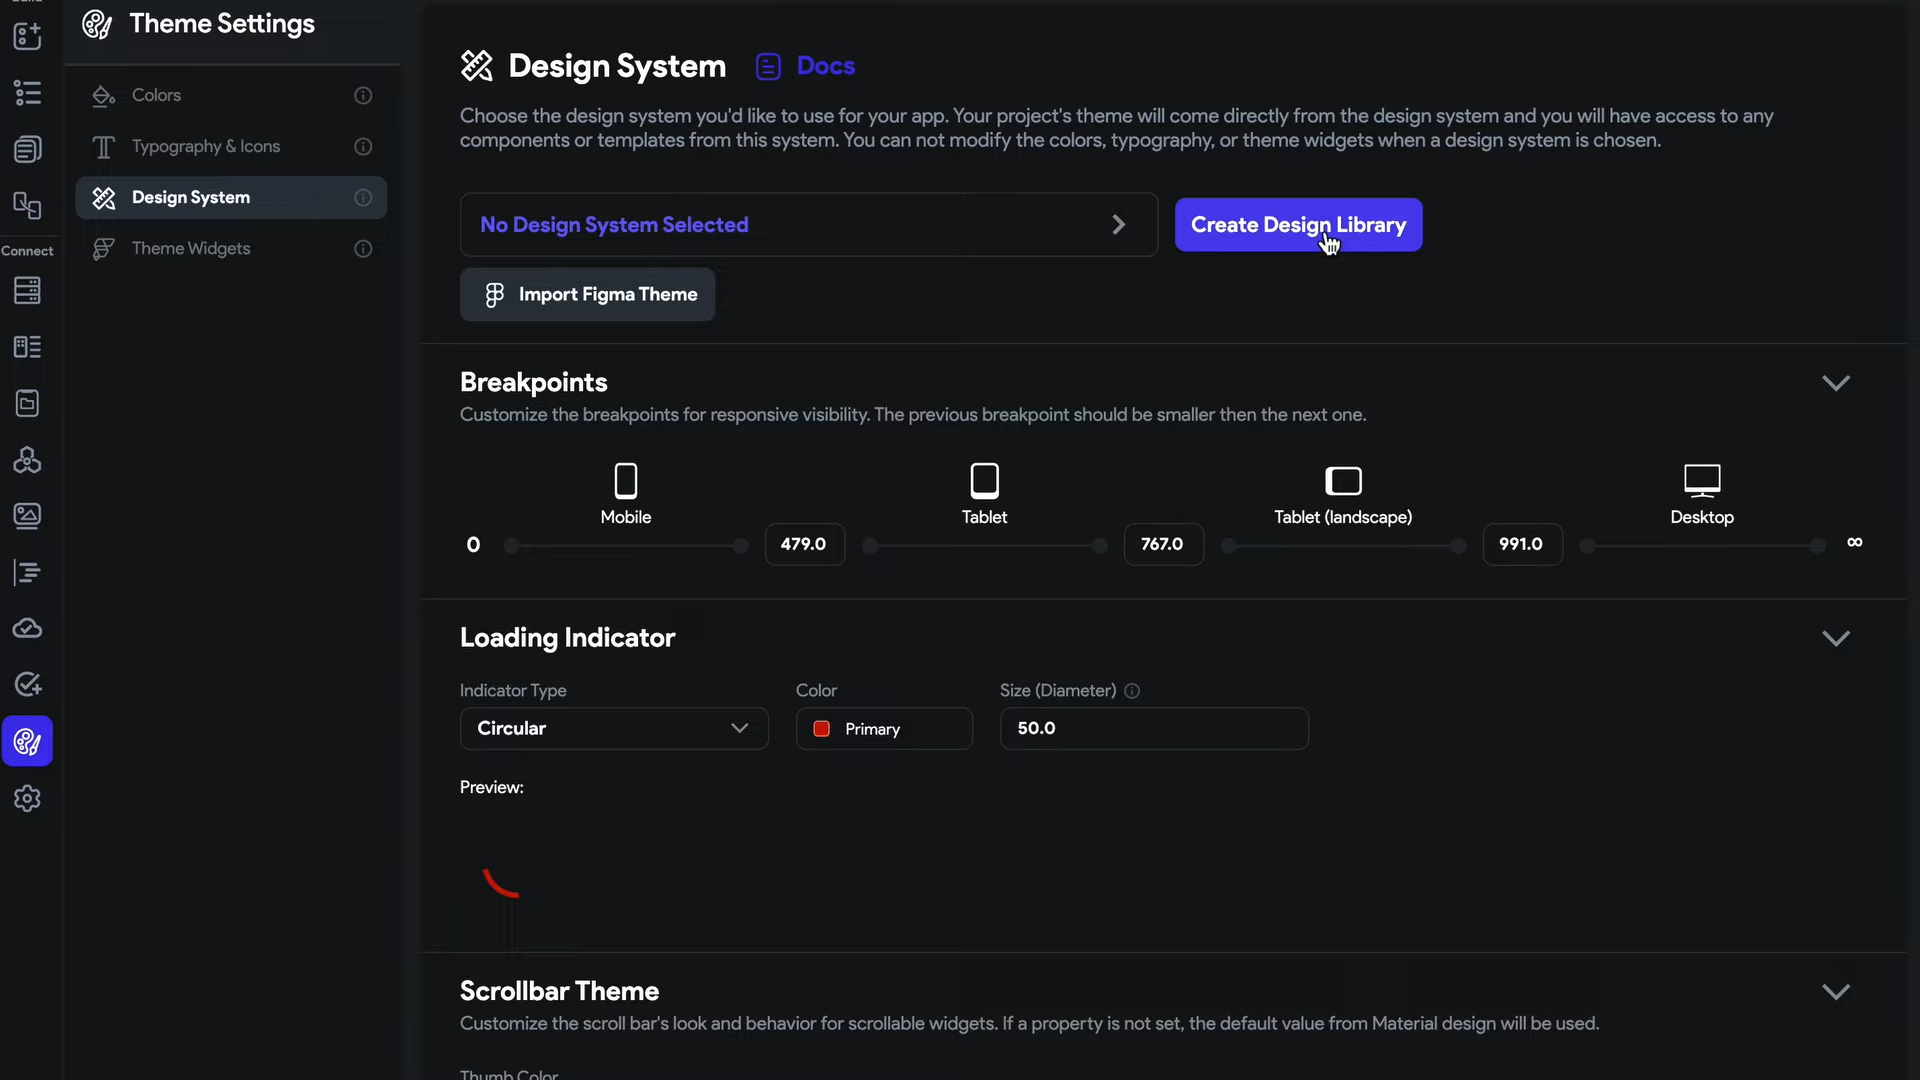 Theme Settings
Colors
Typography & Icons
Design System
Theme Widgets
Connect
Design System
Docs
Choose the design system you'd like to use for your app. Your project's theme will come directly from the design system and you will have access to any
components or templates from this system. You can not modify the colors, typography, or theme widgets when a design system is chosen.
No Design System Selected
Create Design Library
Import Figma Theme
Breakpoints
Customize the breakpoints for responsive visibility. The previous breakpoint should be smaller then the next one.
Mobile
Tablet
Tablet (landscape)
Desktop
0
479.0
767.0
991.0
∞
Loading Indicator
Indicator Type
Color
Size (Diameter)
Circular
Primary
50.0
Preview:
Scrollbar Theme
Customize the scroll bar's look and behavior for scrollable widgets. If a property is not set, the default value from Material design will be used.
Thumb Color